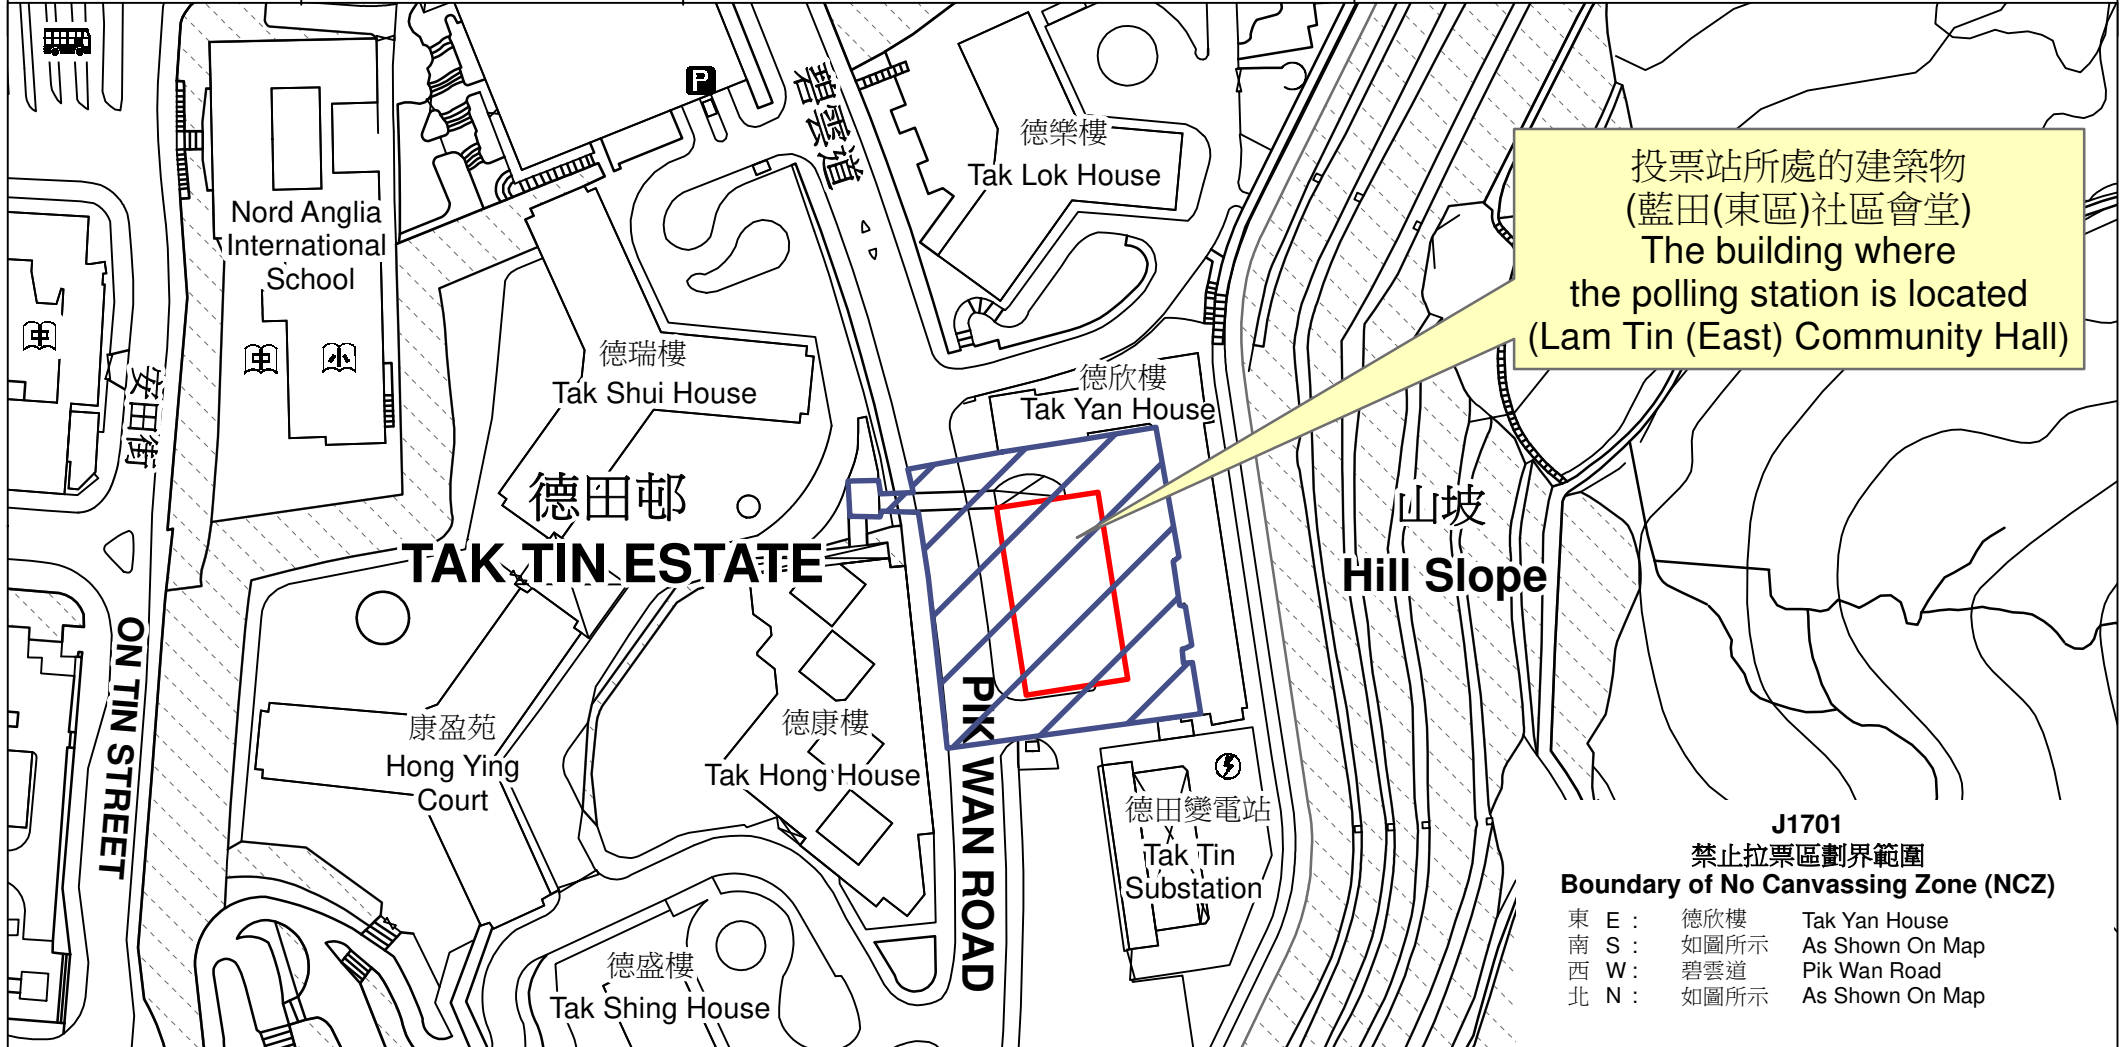 P
碧雲道
德樂樓
Tak Lok House
投票站所處的建築物
(藍田(東區)社區會堂)
The building where
the polling station is located
(Lam Tin (East) Community Hall)
Nord Anglia
International
School
中
中
小
安田街
德瑞樓
Tak Shui House
德欣樓
Tak Yan House
德田邨
TAK TIN ESTATE
山坡
Hill Slope
ON TIN STREET
康盈苑
Hong Ying
Court
德康樓
Tak Hong House
PIK WAN ROAD
德田變電站
Tak Tin
Substation
德盛樓
Tak Shing House
J1701
禁止拉票區劃界範圍
Boundary of No Canvassing Zone (NCZ)
東 E : 德欣樓 Tak Yan House
南 S : 如圖所示 As Shown On Map
西 W : 碧雲道 Pik Wan Road
北 N : 如圖所示 As Shown On Map